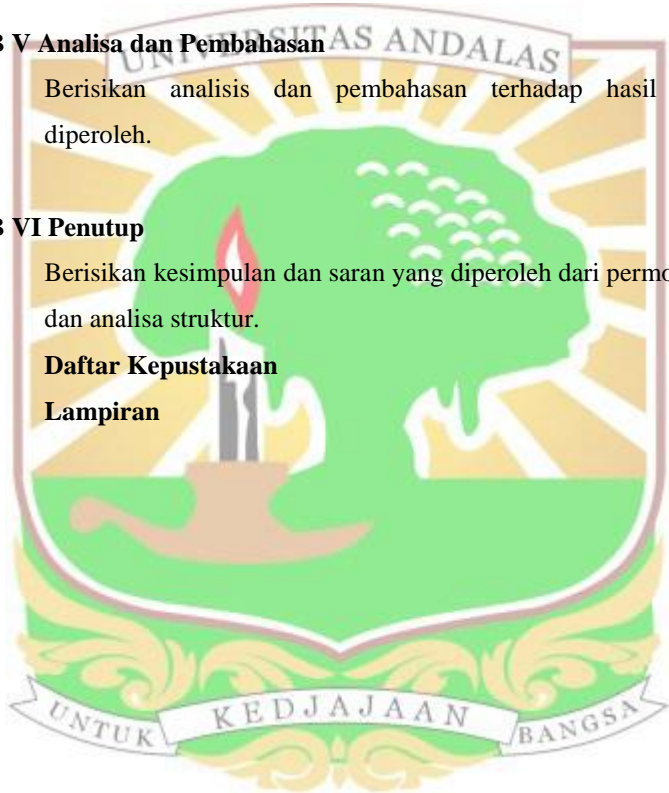 UNIVERSITAS ANDALAS
V Analisa dan Pembahasan
Berisikan analisis dan pembahasan terhadap hasil
diperoleh.
VI Penutup
Berisikan kesimpulan dan saran yang diperoleh dari permo
dan analisa struktur.
Daftar Kepustakaan
Lampiran
UNTUK KEDJAJAAN BANGSA